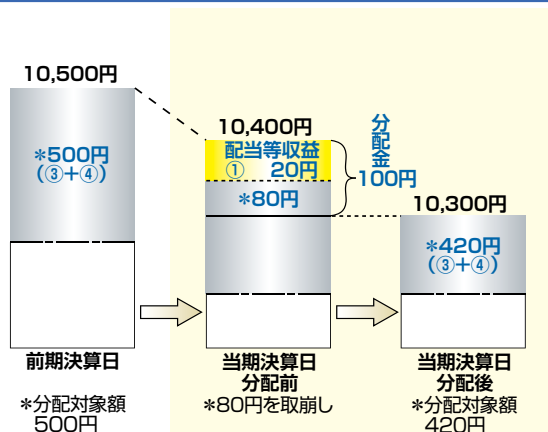 10,500円
*500円
(③+④)
前期決算日
*分配対象額
500円
10,400円
配当等収益
① 20円
*80円
分配金
100円
当期決算日
分配前
*80円を取崩し
10,300円
*420円
(③+④)
当期決算日
分配後
*分配対象額
420円